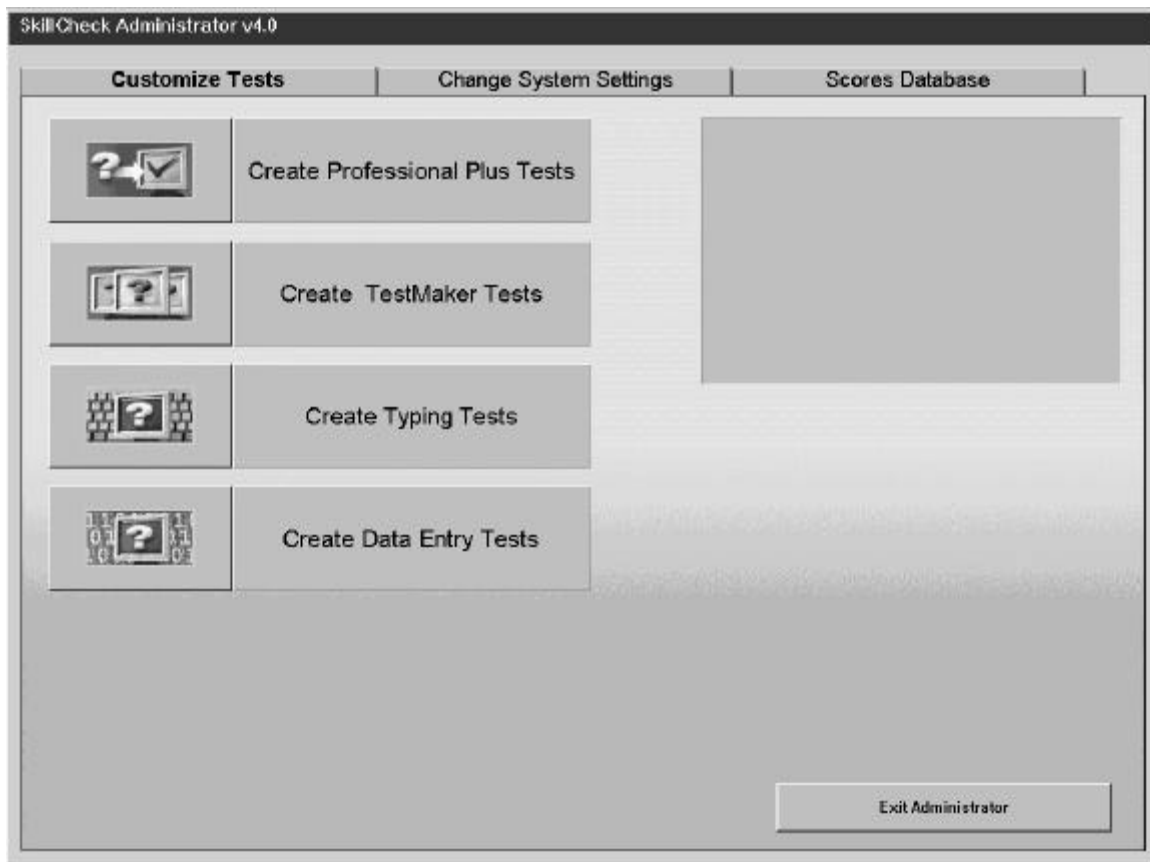 SkillCheck Administrator v4.0
Customize Tests
Change System Settings
Scores Database
Create Professional Plus Tests
Create TestMaker Tests
Create Typing Tests
Create Data Entry Tests
Exit Administrator